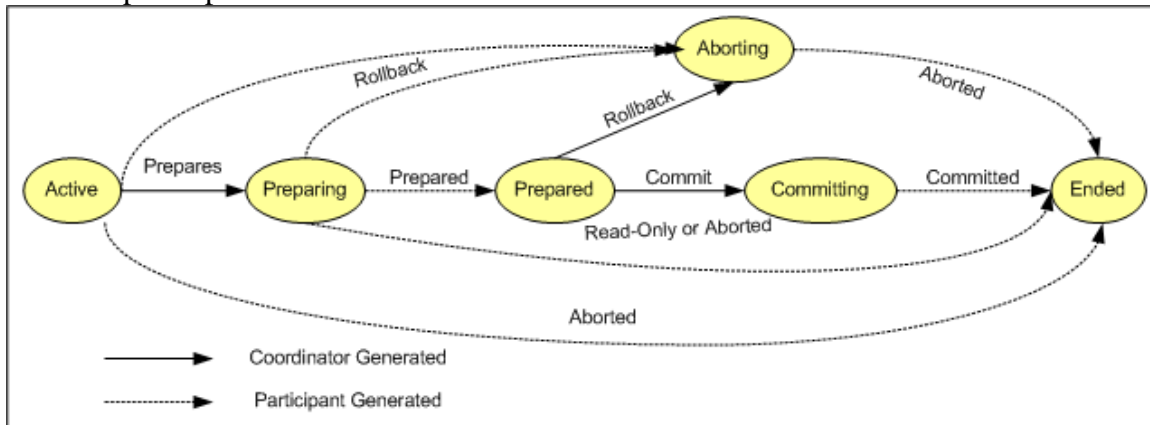 Aborting
Rollback
Aborted
Rollback
Prepares
Active
Preparing
Prepared
Prepared
Commit
Committing
Committed
Ended
Read-Only or Aborted
Aborted
Coordinator Generated
Participant Generated